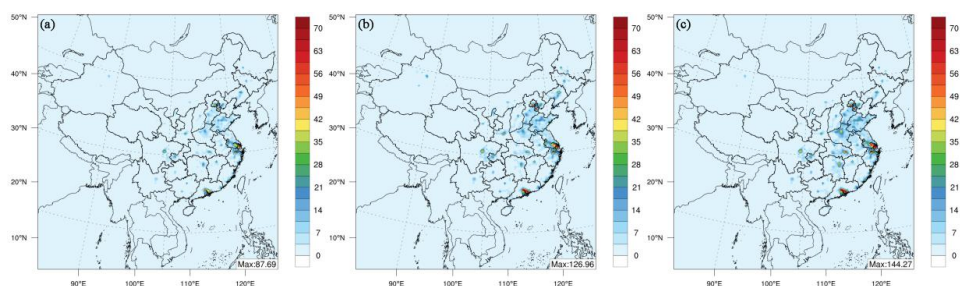 (a)
50°N
40°N
30°N
20°N
10°N
90°E
100°E
110°E
120°E
Max:87.69
70
63
56
49
42
35
28
21
14
7
0
(b)
50°N
40°N
30°N
20°N
10°N
90°E
100°E
110°E
120°E
Max:126.96
70
63
56
49
42
35
28
21
14
7
0
(c)
50°N
40°N
30°N
20°N
10°N
90°E
100°E
110°E
120°E
Max:144.27
70
63
56
49
42
35
28
21
14
7
0